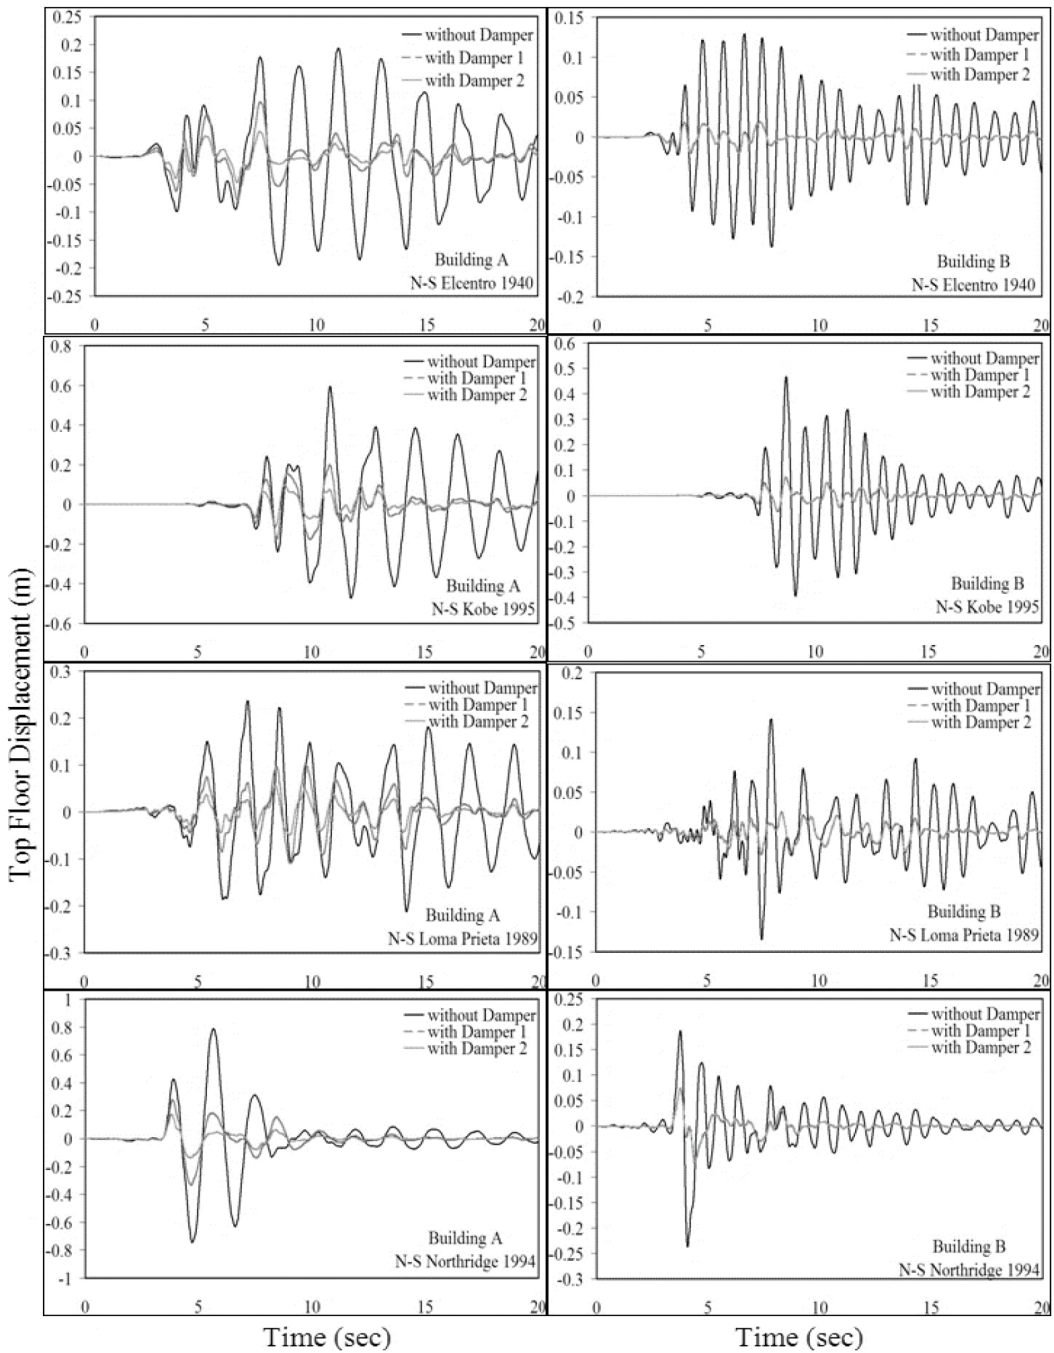 Top Floor Displacement (m)
0.25
0.2
0.15
0.1
0.05
0
-0.05
-0.1
-0.15
-0.2
-0.25
without Damper
with Damper 1
with Damper 2
Building A
N-S Elcentro 1940
0 5 10 15 20
0.15
0.1
0.05
0
-0.05
-0.1
-0.15
-0.2
without Damper
with Damper 1
with Damper 2
Building B
N-S Elcentro 1940
0 5 10 15 20
0.8
0.6
0.4
0.2
0
-0.2
-0.4
-0.6
without Damper
with Damper 1
with Damper 2
Building A
N-S Kobe 1995
0 5 10 15 20
0.6
0.5
0.4
0.3
0.2
0.1
0
-0.1
-0.2
-0.3
-0.4
-0.5
without Damper
with Damper 1
with Damper 2
Building B
N-S Kobe 1995
0 5 10 15 20
0.3
0.2
0.1
0
-0.1
-0.2
-0.3
without Damper
with Damper 1
with Damper 2
Building A
N-S Loma Prieta 1989
0 5 10 15 20
0.2
0.15
0.1
0.05
0
-0.05
-0.1
-0.15
without Damper
with Damper 1
with Damper 2
Building B
N-S Loma Prieta 1989
0 5 10 15 20
1
0.8
0.6
0.4
0.2
0
-0.2
-0.4
-0.6
-0.8
-1
without Damper
with Damper 1
with Damper 2
Building A
N-S Northridge 1994
0 5 10 15 20
0.25
0.2
0.15
0.1
0.05
0
-0.05
-0.1
-0.15
-0.2
-0.25
-0.3
without Damper
with Damper 1
with Damper 2
Building B
N-S Northridge 1994
0 5 10 15 20
Time (sec)
Time (sec)